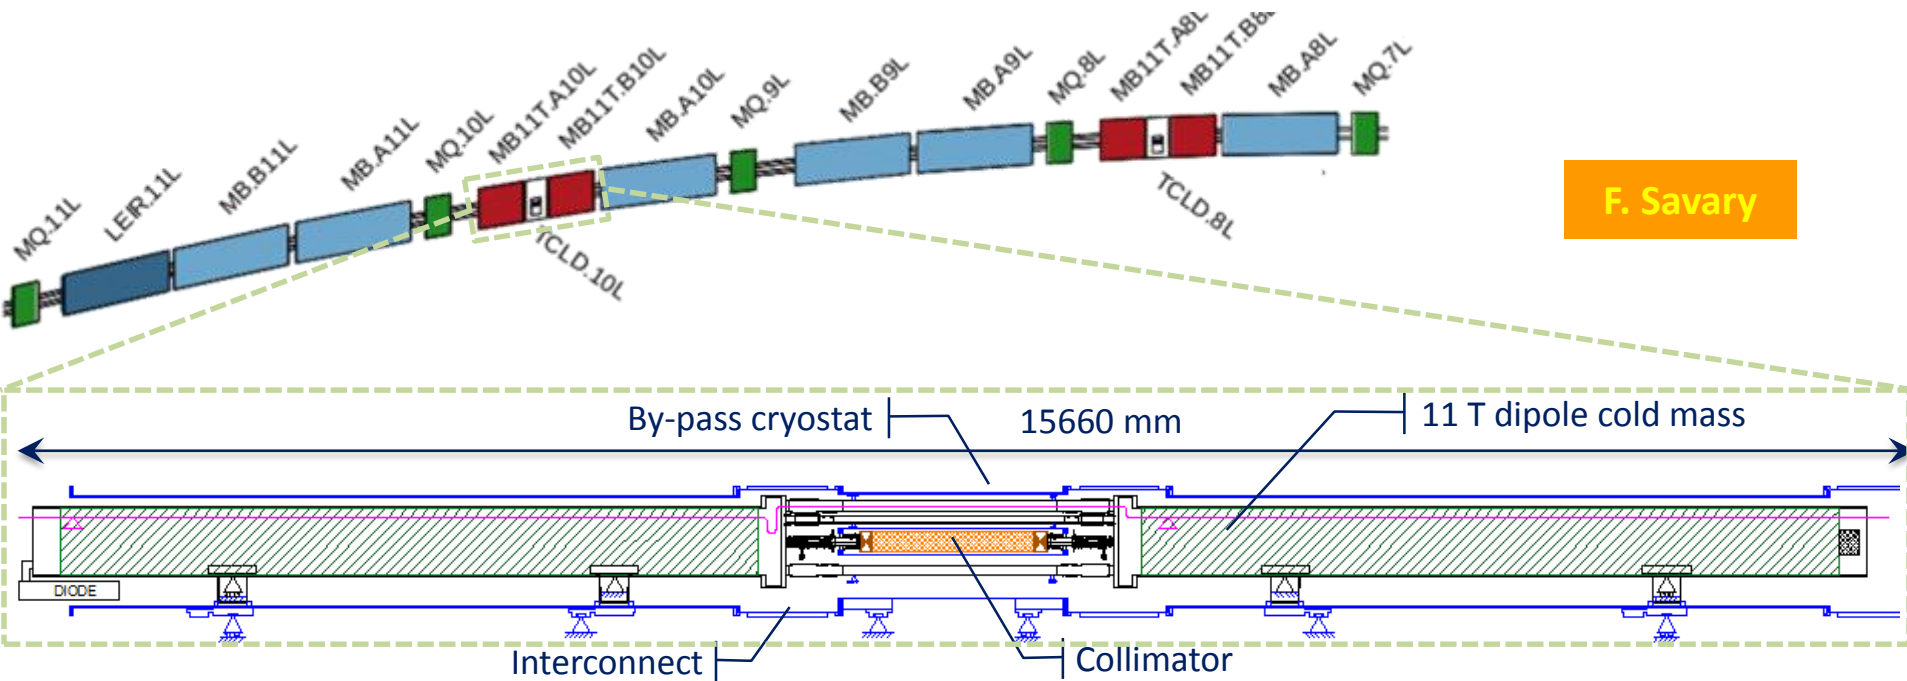 MQ.11L
LEIR.11L
MB.B11L
MB.A11L
MQ.10L
MB11T.A10L
MB11T.B10L
MB.A10L
MQ.9L
MB.B9L
MB.A9L
MQ.8L
MB11T.A8L
MB11T.B8L
MB.A8L
MQ.7L
TCLD.10L
TCLD.8L
F. Savary
By-pass cryostat
15660 mm
11 T dipole cold mass
DIODE
Interconnect
Collimator